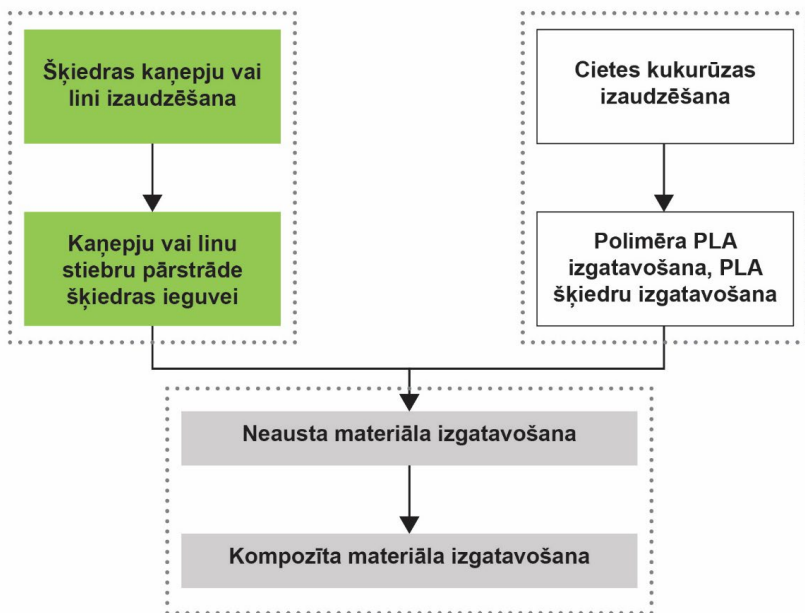 Šķiedras kaņepju vai
lini izaudzēšana
Kaņepju vai linu
stiebru pārstrāde
šķiedras ieguvei
Cietes kukurūzas
izaudzēšana
Polimēra PLA
izgatavošana, PLA
šķiedru izgatavošana
Neausta materiāla izgatavošana
Kompozīta materiāla izgatavošana